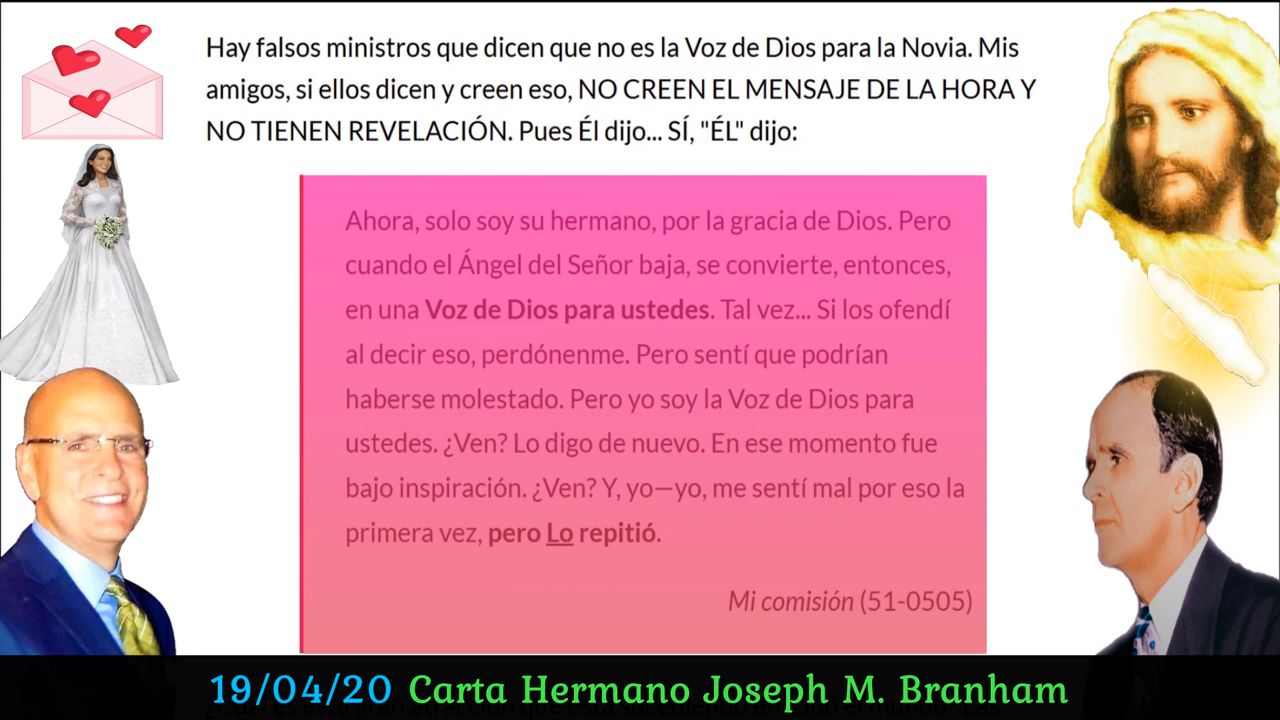 Hay falsos ministros que dicen que no es la Voz de Dios para la Novia. Mis
amigos, si ellos dicen y creen eso, NO CREEN EL MENSAJE DE LA HORA Y
NO TIENEN REVELACIÓN. Pues Él dijo... SÍ, "ÉL" dijo:
Ahora, solo soy su hermano, por la gracia de Dios. Pero
cuando el Ángel del Señor baja, se convierte, entonces,
en una Voz de Dios para ustedes. Tal vez... Si los ofendí
al decir eso, perdónenme. Pero sentí que podrían
haberse molestado. Pero yo soy la Voz de Dios para
ustedes. ¿Ven? Lo digo de nuevo. En ese momento fue
bajo inspiración. ¿Ven? Y, yo—yo, me sentí mal por eso la
primera vez, pero Lo repitió.
Mi comisión (51-0505)
19/04/20 Carta Hermano Joseph M. Branham